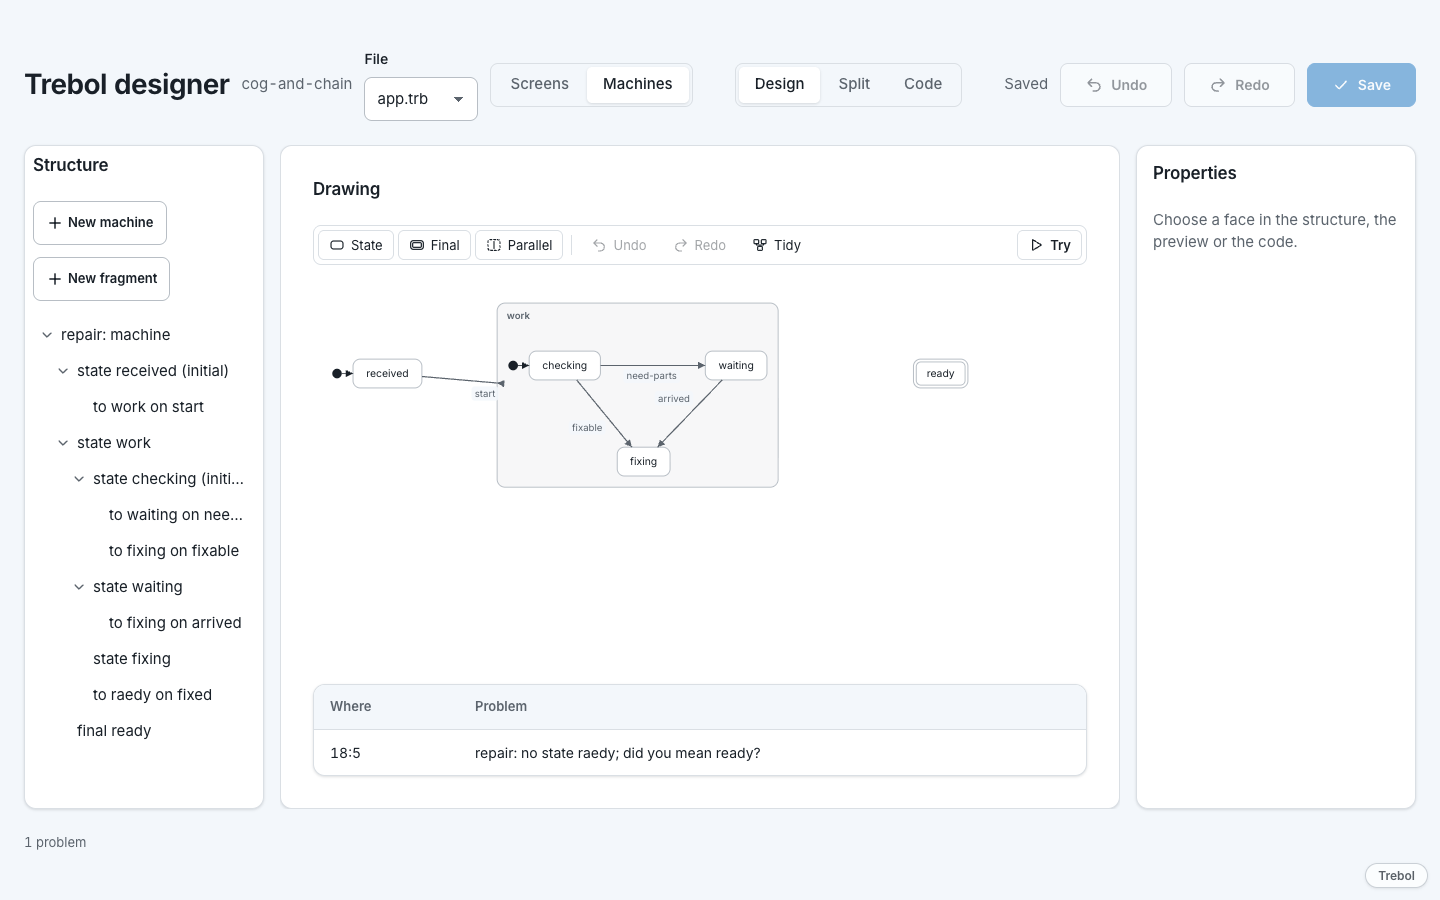 Trebol designer
cog-and-chain
File
app.trb
Screens
Machines
Design
Split
Code
Saved
Undo
Redo
Save
Structure
New machine
New fragment
repair: machine
state received (initial)
to work on start
state work
state checking (initi...
to waiting on nee...
to fixing on fixable
state waiting
to fixing on arrived
state fixing
to raedy on fixed
final ready
Drawing
State
Final
Parallel
Undo
Redo
Tidy
Try
work
received
start
checking
need-parts
waiting
arrived
fixable
fixing
ready
Where Problem
18:5 repair: no state raedy; did you mean ready?
Properties
Choose a face in the structure, the
preview or the code.
1 problem
Trebol